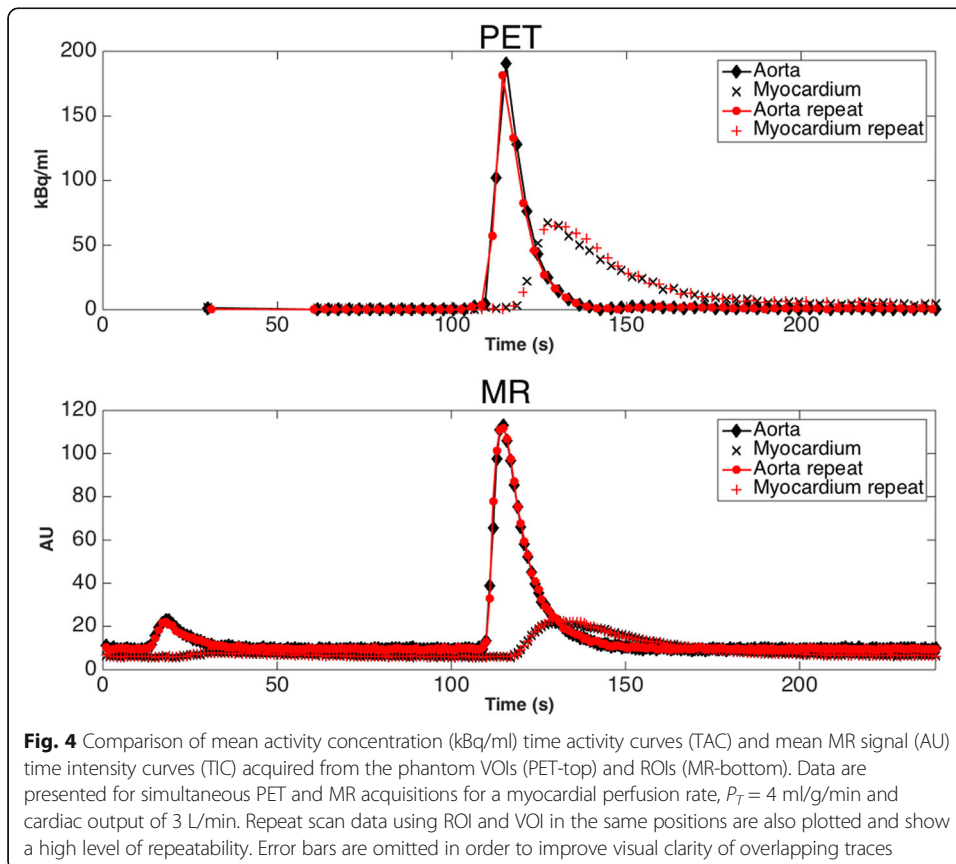 PET
200
150
100
50
0
kBq/ml
Aorta
Myocardium
Aorta repeat
Myocardium repeat
0 50 100 150 200
Time (s)
MR
120
100
80
60
40
20
0
AU
Aorta
Myocardium
Aorta repeat
Myocardium repeat
0 50 100 150 200
Time (s)
Fig. 4 Comparison of mean activity concentration (kBq/ml) time activity curves (TAC) and mean MR signal (AU)
time intensity curves (TIC) acquired from the phantom VOIs (PET-top) and ROIs (MR-bottom). Data are
presented for simultaneous PET and MR acquisitions for a myocardial perfusion rate, P_T = 4 ml/g/min and
cardiac output of 3 L/min. Repeat scan data using ROI and VOI in the same positions are also plotted and show
a high level of repeatability. Error bars are omitted in order to improve visual clarity of overlapping traces